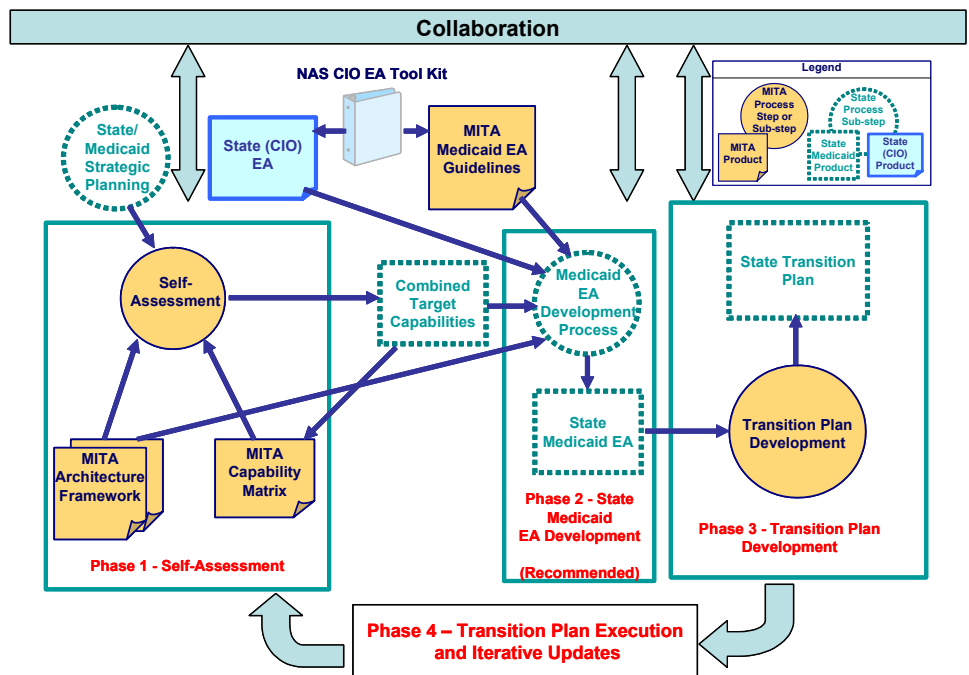 Collaboration
NAS CIO EA Tool Kit
Legend
MITA
Process
Step or
Sub-step
State
Process
Sub-step
MITA
Product
State
Medicaid
Product
State
(CIO)
Product
State/
Medicaid
Strategic
Planning
State (CIO)
EA
MITA
Medicaid EA
Guidelines
Self-
Assessment
Combined
Target
Capabilities
Medicaid
EA
Development
Process
State Transition
Plan
MITA
Architecture
Framework
MITA
Capability
Matrix
State
Medicaid EA
Transition Plan
Development
Phase 1 - Self-Assessment
Phase 2 - State
Medicaid
EA Development
(Recommended)
Phase 3 - Transition Plan
Development
Phase 4 – Transition Plan Execution
and Iterative Updates